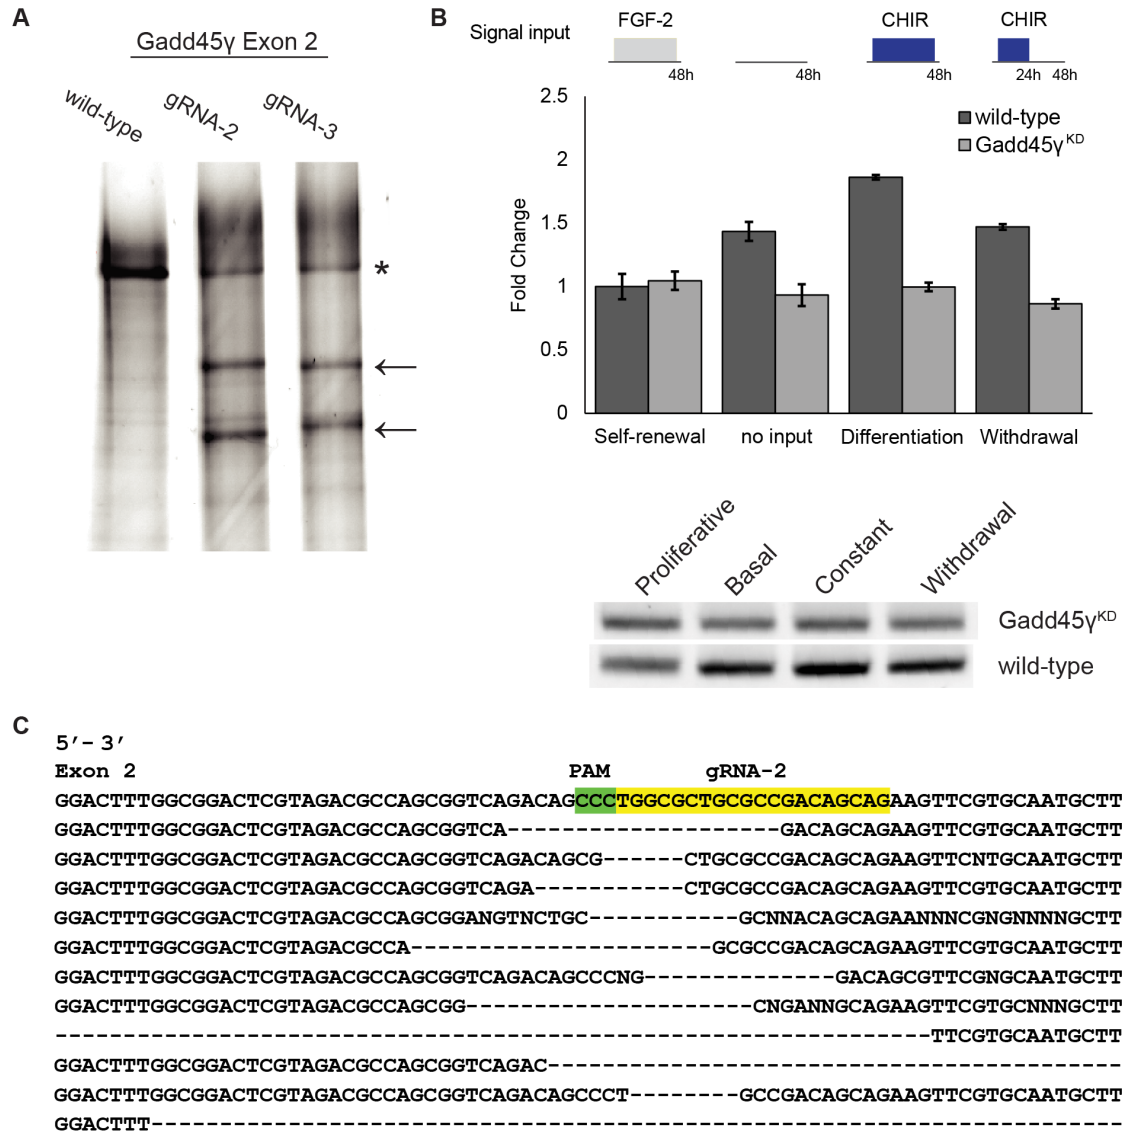 A
Gadd45γ Exon 2
wild-type gRNA-2 gRNA-3
*
B
Signal input
FGF-2 CHIR CHIR
48h 48h 48h 24h 48h
wild-type
Gadd45γKD
Fold Change
2.5
2
1.5
1
0.5
0
Self-renewal no input Differentiation Withdrawal
Proliferative Basal Constant Withdrawal
Gadd45γKD
wild-type
C
5’-3’
Exon 2 PAM gRNA-2
GGACTTTGGCGGACTCGTAGACGCCAGCGGTCAGACAGCCCTGGCGCTGCGCCGACAGCAGAAGTTCGTGCAATGCTT
GGACTTTGGCGGACTCGTAGACGCCAGCGGTCA--------------------GACAGCAGAAGTTCGTGCAATGCTT
GGACTTTGGCGGACTCGTAGACGCCAGCGGTCAGACAGCG------CTGCGCCGACAGCAGAAGTTCNTGCAATGCTT
GGACTTTGGCGGACTCGTAGACGCCAGCGGTCAGA-----------CTGCGCCGACAGCAGAAGTTCGTGCAATGCTT
GGACTTTGGCGGACTCGTAGACGCCAGCGGANGTNCTGC-----------GCNNACAGCAGAANNNCGNGNNNNGCTT
GGACTTTGGCGGACTCGTAGACGCCA----------------------GCGCCGACAGCAGAAGTTCGTGCAATGCTT
GGACTTTGGCGGACTCGTAGACGCCAGCGGTCAGACAGCCCNG--------------GACAGCGTTCGNGCAATGCTT
GGACTTTGGCGGACTCGTAGACGCCAGCGG---------------------CNGANNGCAGAAGTTCGTGCNNNGCTT
----------------------------------------------------------------TTCGTGCAATGCTT
GGACTTTGGCGGACTCGTAGACGCCAGCGGTCAGAC------------------------------------------
GGACTTTGGCGGACTCGTAGACGCCAGCGGTCAGACAGCCCT--------GCCGACAGCAGAAGTTCGTGCAATGCTT
GGACTTT-----------------------------------------------------------------------